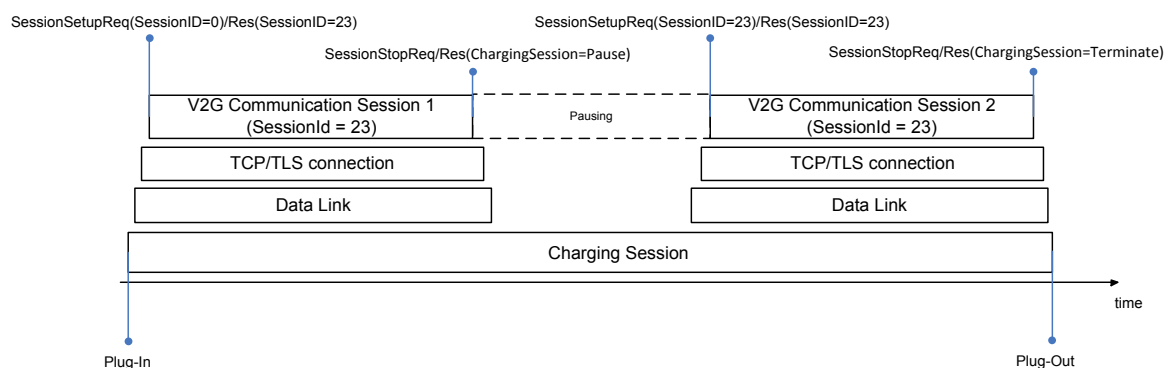 SessionSetupReq(SessionID=0)/Res(SessionID=23)
SessionSetupReq(SessionID=23)/Res(SessionID=23)
SessionStopReq/Res(ChargingSession=Pause)
SessionStopReq/Res(ChargingSession=Terminate)
V2G Communication Session 1
(SessionId = 23)
Pausing
V2G Communication Session 2
(SessionId = 23)
TCP/TLS connection
TCP/TLS connection
Data Link
Data Link
Charging Session
time
Plug-In
Plug-Out